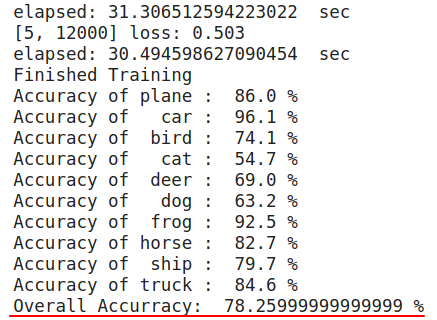 elapsed: 31.306512594223022  sec
[5, 12000] loss: 0.503
elapsed: 30.494598627090454  sec
Finished Training
Accuracy of plane :  86.0 %
Accuracy of   car :  96.1 %
Accuracy of  bird :  74.1 %
Accuracy of   cat :  54.7 %
Accuracy of  deer :  69.0 %
Accuracy of   dog :  63.2 %
Accuracy of  frog :  92.5 %
Accuracy of horse :  82.7 %
Accuracy of  ship :  79.7 %
Accuracy of truck :  84.6 %
Overall Accurracy:  78.25999999999999 %